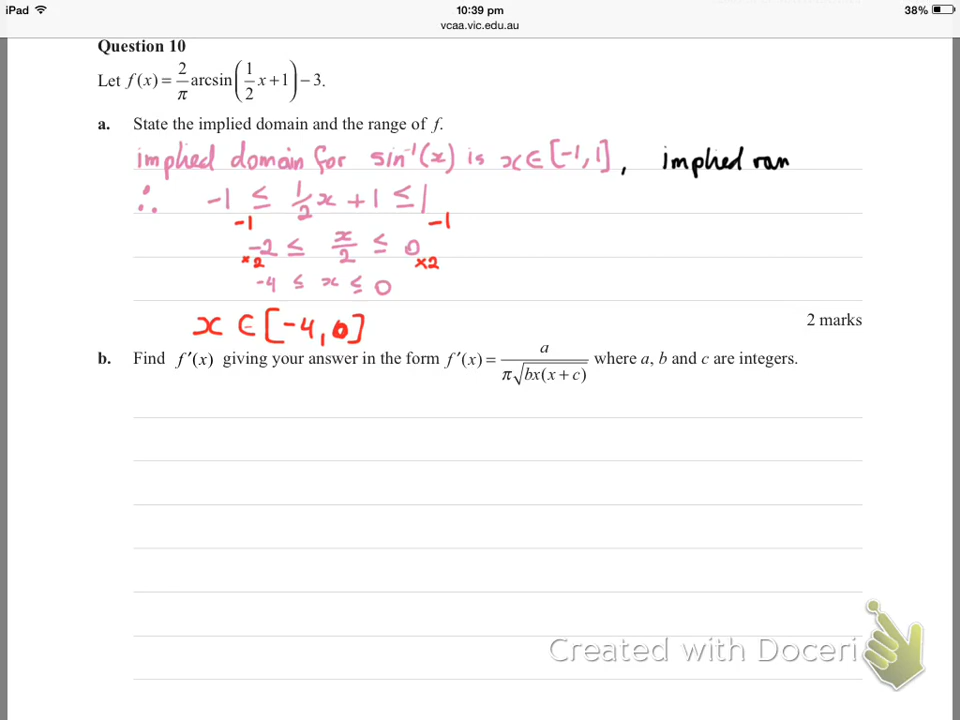 iPad 10:39 pm 38%
vcaa.vic.edu.au
Question 10
Let f(x) = 2/π arcsin(1/2 x + 1) − 3.
a. State the implied domain and the range of f.
implied domain for sin⁻¹(x) is x ∈ [-1, 1], implied ran
∴ -1 ≤ 1/2 x + 1 ≤ 1
-1 -1
-2 ≤ x/2 ≤ 0
×2 ×2
-4 ≤ x ≤ 0
x ∈ [-4, 0]
2 marks
b. Find f′(x) giving your answer in the form f′(x) = a/(π√(bx(x + c))) where a, b and c are integers.
Created with Doceri